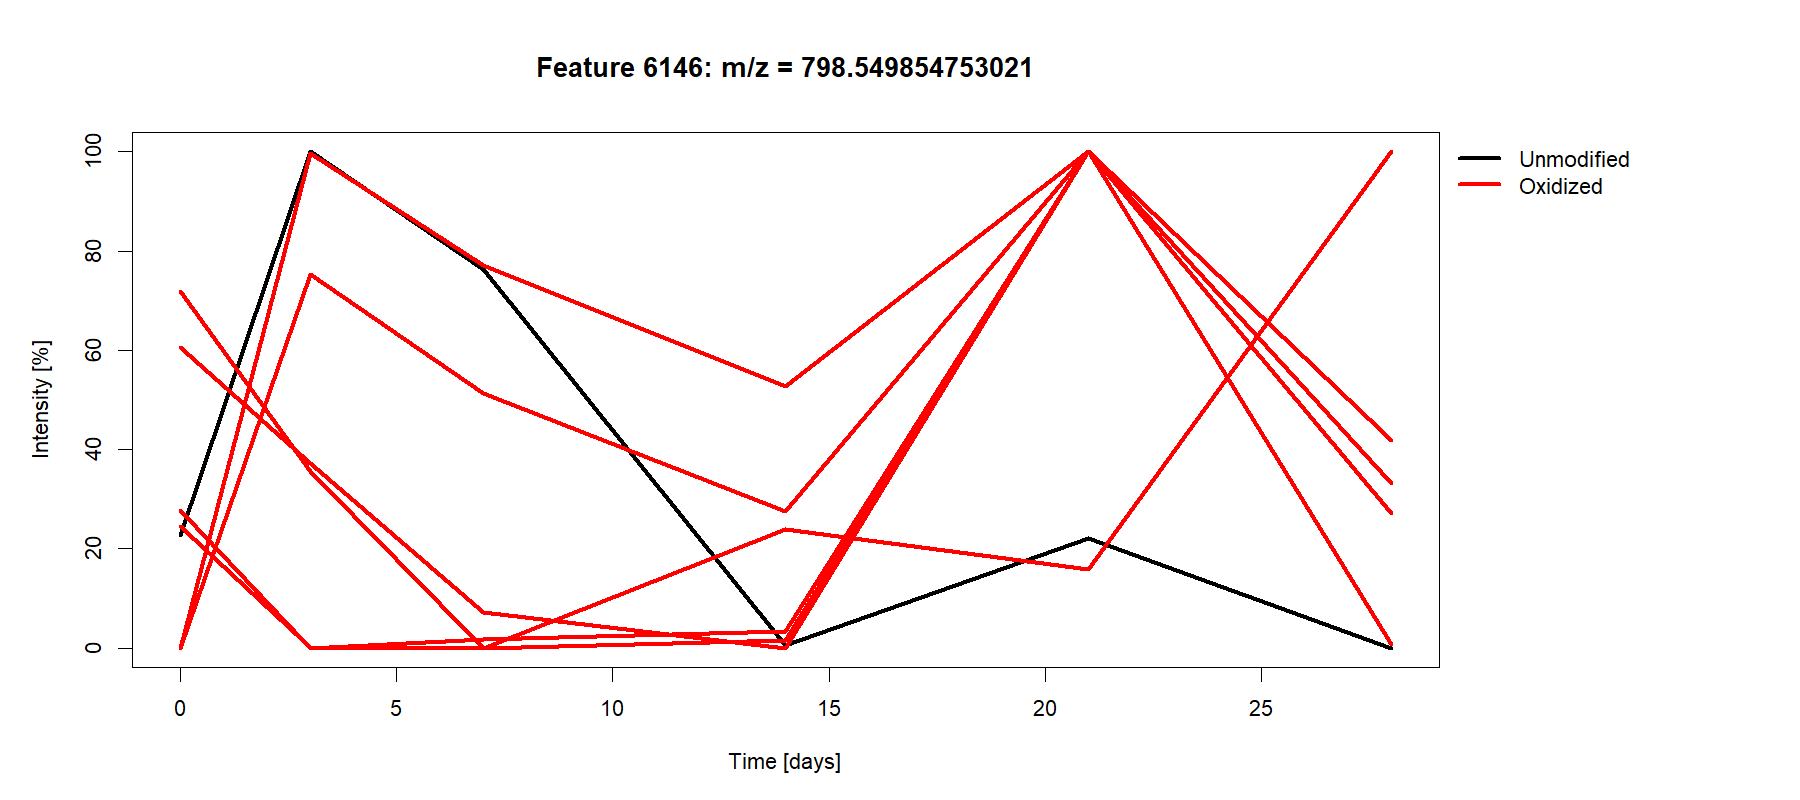 Feature 6146: m/z = 798.549854753021
Unmodified
Oxidized
Intensity [%]
100
80
60
40
20
0
0 5 10 15 20 25
Time [days]